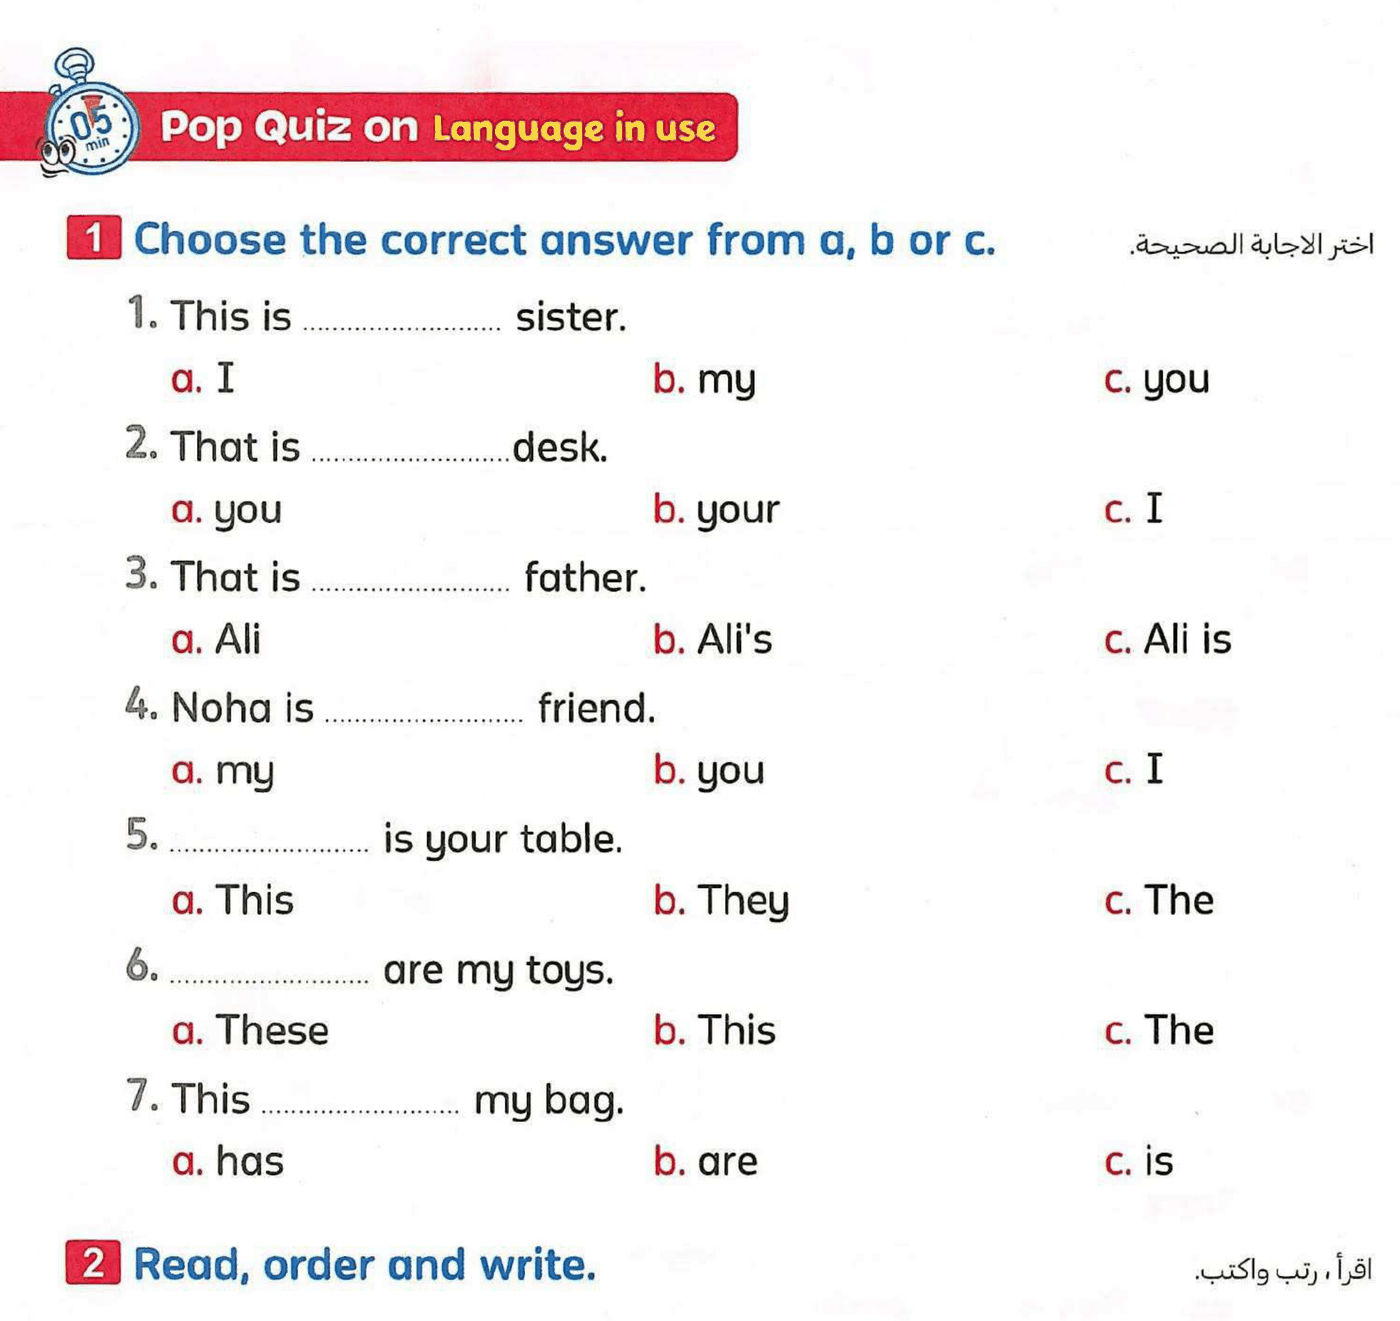 05
min
Pop Quiz on Language in use
1 Choose the correct answer from a, b or c. اختر الاجابة الصحيحة.
1. This is ........................... sister.
a. I b. my c. you
2. That is ...........................desk.
a. you b. your c. I
3. That is ........................... father.
a. Ali b. Ali's c. Ali is
4. Noha is ........................... friend.
a. my b. you c. I
5. ........................... is your table.
a. This b. They c. The
6. ........................... are my toys.
a. These b. This c. The
7. This ........................... my bag.
a. has b. are c. is
2 Read, order and write. اقرأ، رتب واكتب.